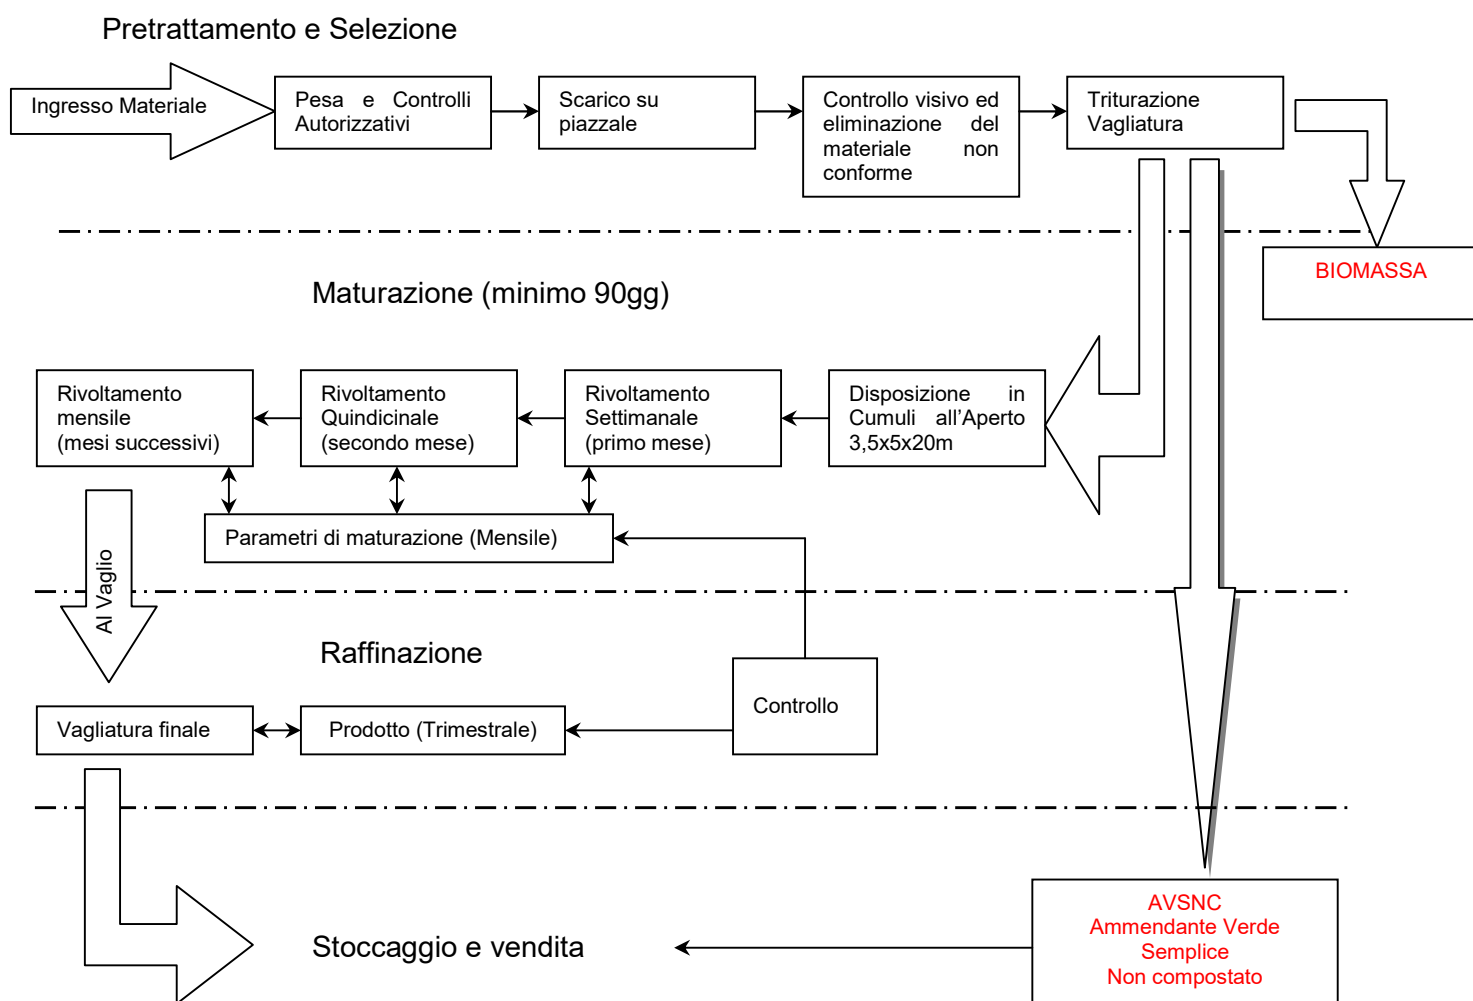 Pretrattamento e Selezione
Ingresso Materiale
Pesa e Controlli
Autorizzativi
Scarico su
piazzale
Controllo visivo ed
eliminazione del
materiale non
conforme
Triturazione
Vagliatura
BIOMASSA
Maturazione (minimo 90gg)
Rivoltamento
mensile
(mesi successivi)
Rivoltamento
Quindicinale
(secondo mese)
Rivoltamento
Settimanale
(primo mese)
Disposizione in
Cumuli all'Aperto
3,5x5x20m
Parametri di maturazione (Mensile)
Al Vaglio
Raffinazione
Controllo
Vagliatura finale
Prodotto (Trimestrale)
Stoccaggio e vendita
AVSNC
Ammendante Verde
Semplice
Non compostato